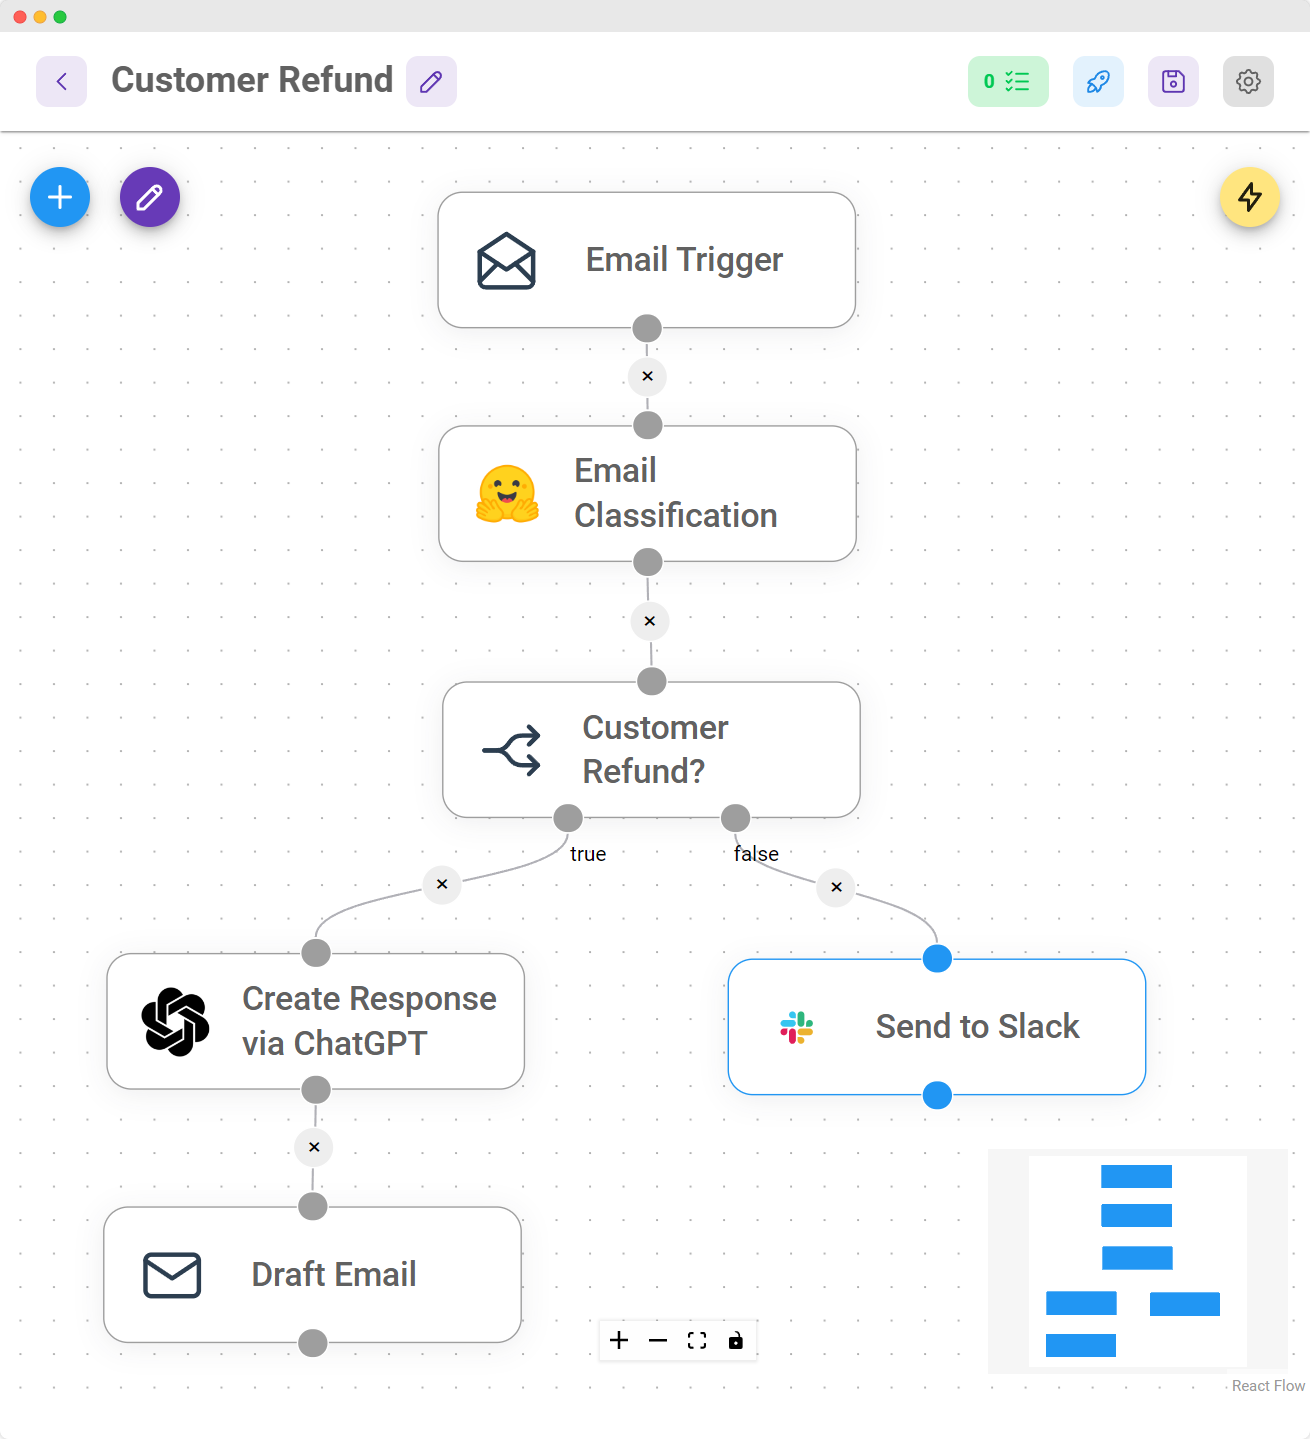 Customer Refund
0
Email Trigger
Email
Classification
Customer
Refund?
true
false
Create Response
via ChatGPT
Send to Slack
Draft Email
React Flow